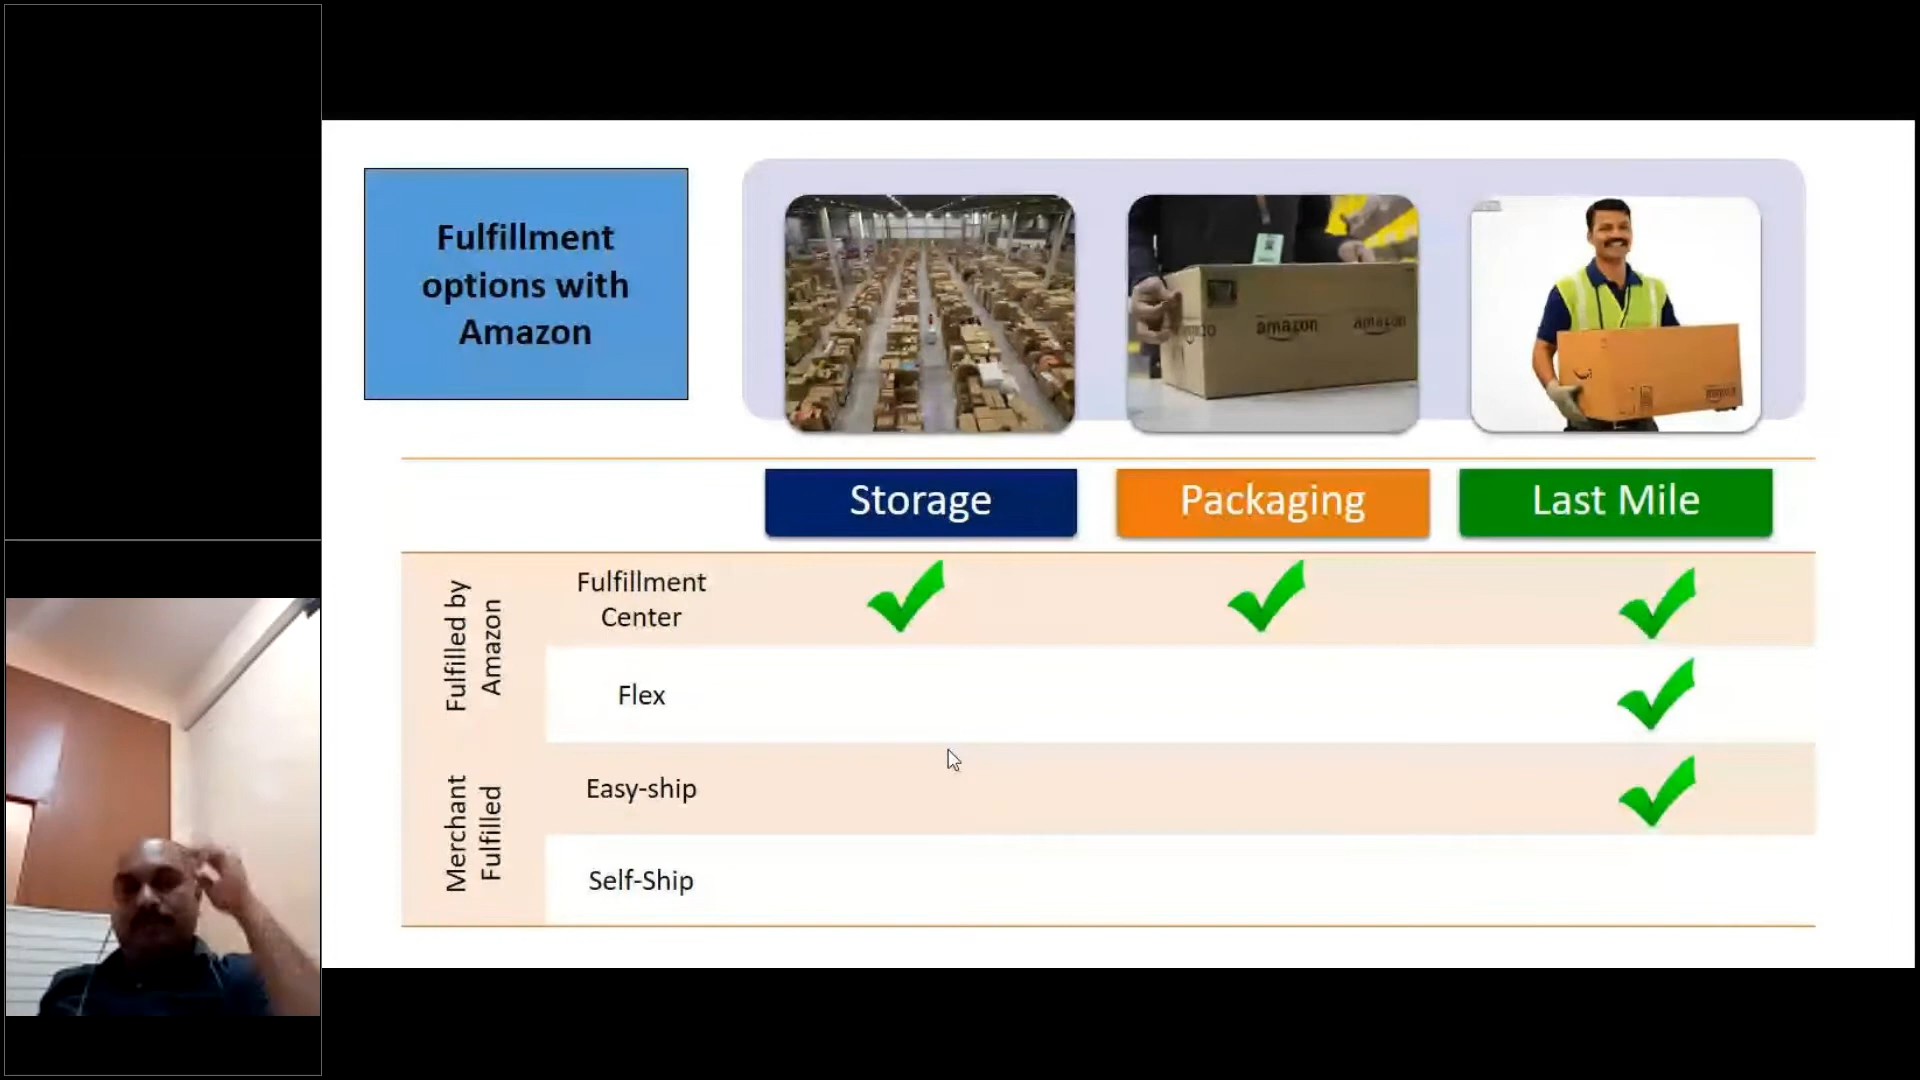 Fulfillment
options with
Amazon
amazon
amazon
Storage
Packaging
Last Mile
Fulfilled by
Amazon
Fulfillment
Center
Flex
Merchant
Fulfilled
Easy-ship
Self-Ship